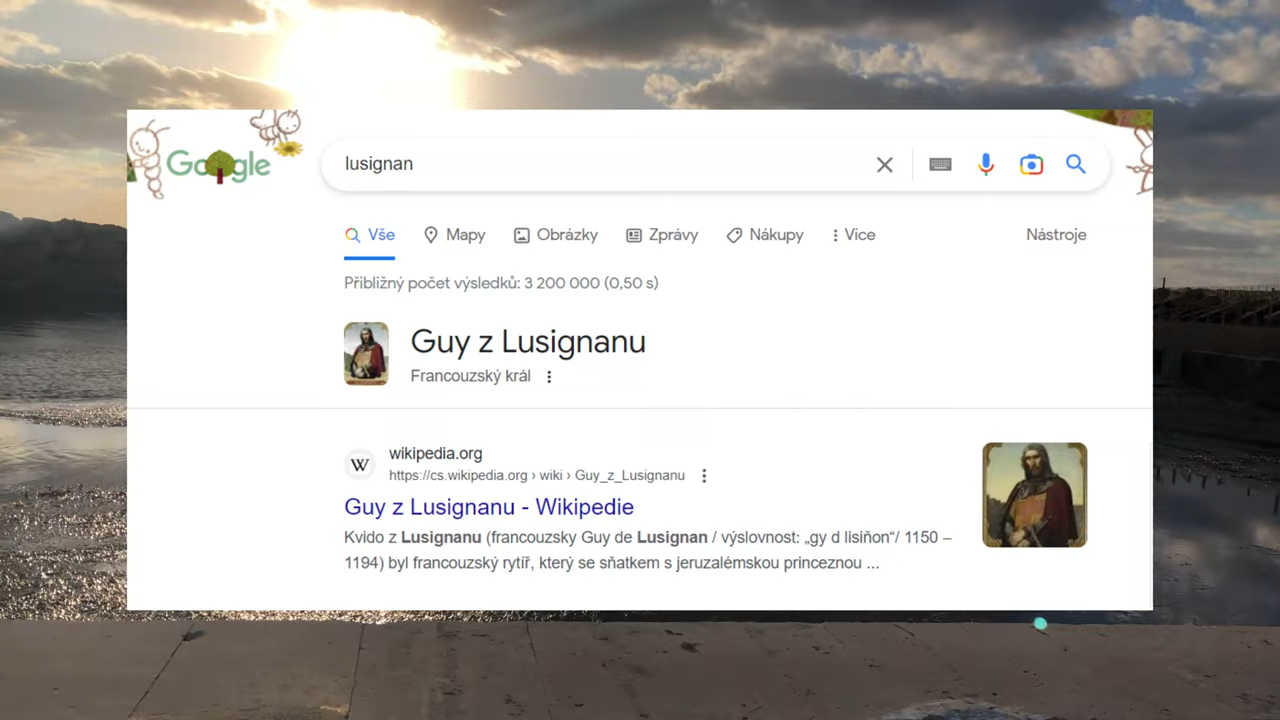 Google
lusignan
Vše Mapy Obrázky Zprávy Nákupy Více Nástroje
Přibližný počet výsledků: 3 200 000 (0,50 s)
Guy z Lusignanu
Francouzský král
W
wikipedia.org
https://cs.wikipedia.org › wiki › Guy_z_Lusignanu
Guy z Lusignanu - Wikipedie
Kvido z Lusignanu (francouzsky Guy de Lusignan / výslovnost: „gy d lisiňon“/ 1150 –
1194) byl francouzský rytíř, který se sňatkem s jeruzalémskou princeznou ...